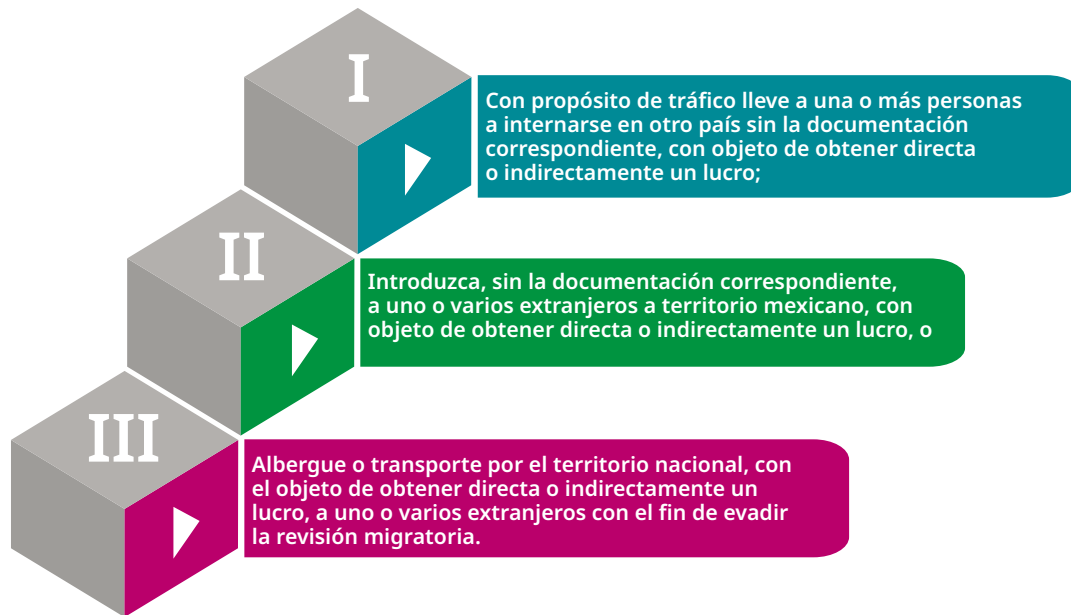 I
Con propósito de tráfico lleve a una o más personas
a internarse en otro país sin la documentación
correspondiente, con objeto de obtener directa
o indirectamente un lucro;
II
Introduzca, sin la documentación correspondiente,
a uno o varios extranjeros a territorio mexicano, con
objeto de obtener directa o indirectamente un lucro, o
III
Albergue o transporte por el territorio nacional, con
el objeto de obtener directa o indirectamente un
lucro, a uno o varios extranjeros con el fin de evadir
la revisión migratoria.